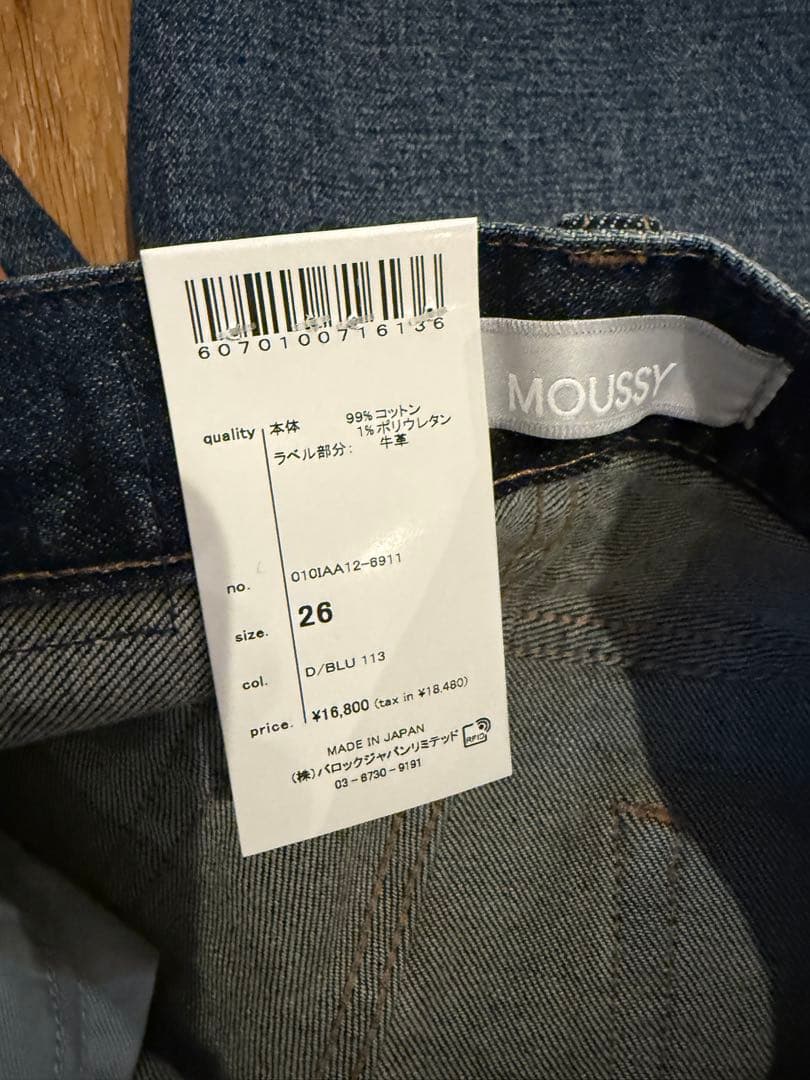 6070100716136
MOUSSY
quality 本体 99%コットン
1%ポリウレタン
ラベル部分: 牛革
no. 010IAA12-6911
size. 26
col. D/BLU 113
price. ¥16,800 (tax in ¥18.480)
MADE IN JAPAN
(株)バロックジャパンリミテッド
RFID
03-6730-9191